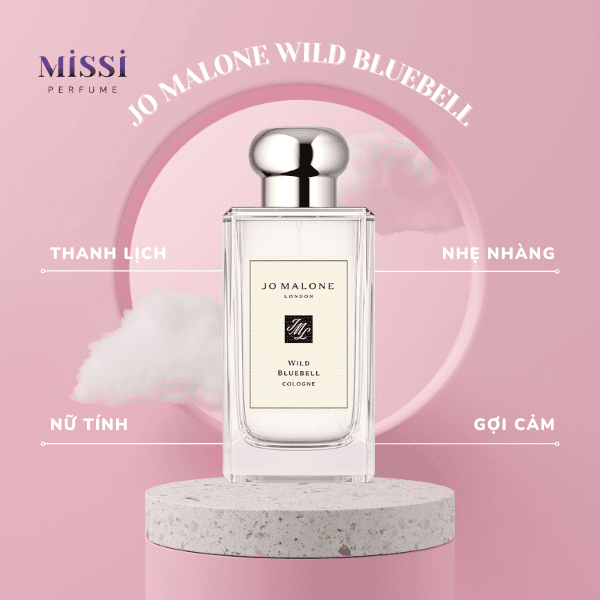 MISSI
PERFUME
JO MALONE WILD BLUEBELL
THANH LỊCH
NHẸ NHÀNG
JO MALONE
LONDON
JML
WILD
BLUEBELL
COLOGNE
NỮ TÍNH
GỢI CẢM